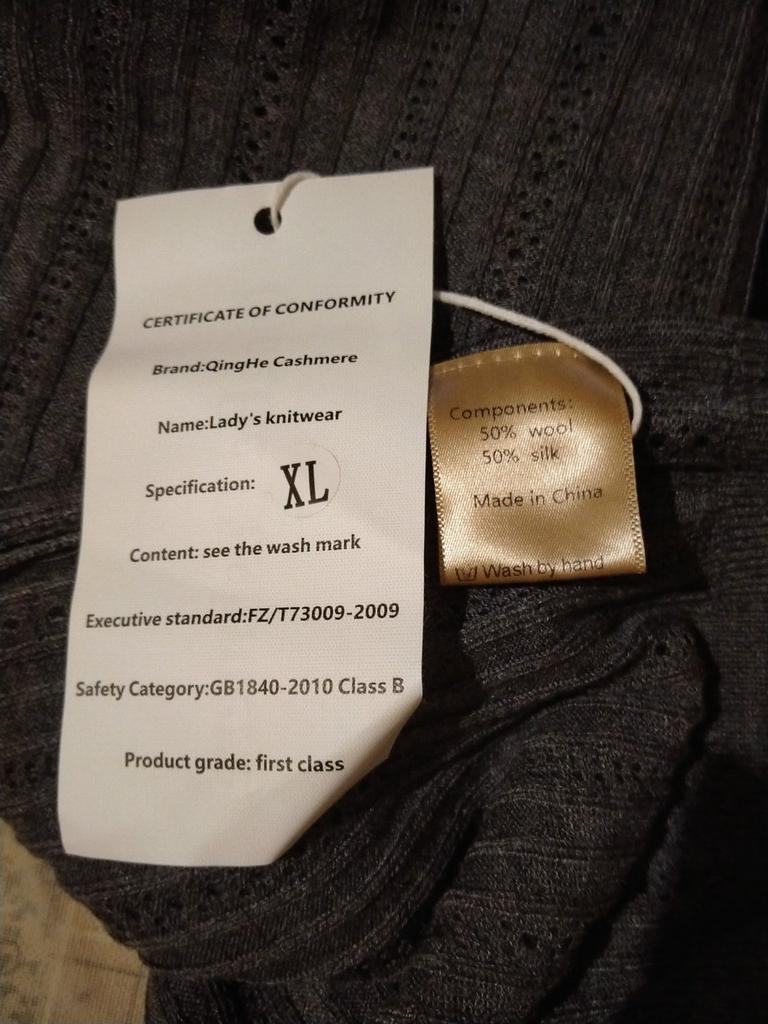 CERTIFICATE OF CONFORMITY
Brand:QingHe Cashmere
Name:Lady's knitwear
Specification: XL
Content: see the wash mark
Executive standard:FZ/T73009-2009
Safety Category:GB1840-2010 Class B
Product grade: first class
Components:
50% wool
50% silk
Made in China
Wash by hand